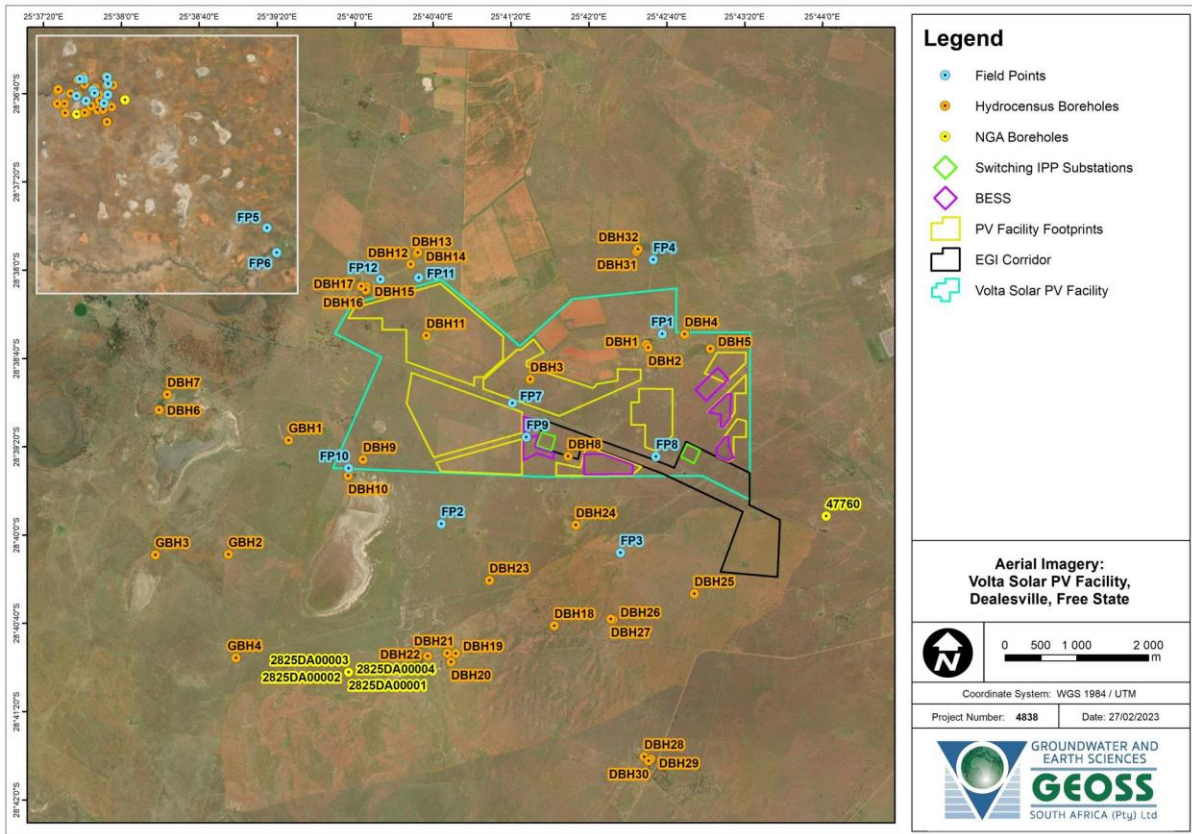 25°37'20"E
25°38'0"E
25°38'40"E
25°39'20"E
25°40'0"E
25°40'40"E
25°41'20"E
25°42'0"E
25°42'40"E
25°43'20"E
25°44'0"E
28°36'40"S
28°37'20"S
28°38'0"S
28°38'40"S
28°39'20"S
28°40'0"S
28°40'40"S
28°41'20"S
28°42'0"S
FP5
FP6
DBH13
DBH12
DBH14
DBH32
FP4
DBH31
FP12
FP11
DBH17
DBH15
DBH16
DBH11
FP1
DBH4
DBH1
DBH2
DBH5
DBH3
DBH7
DBH6
FP7
GBH1
FP9
DBH9
DBH8
FP8
FP10
DBH10
FP2
DBH24
47760
FP3
GBH3
GBH2
DBH23
DBH25
DBH18
DBH26
DBH27
GBH4
DBH21
DBH19
DBH22
DBH20
2825DA00003
2825DA00004
2825DA00002
2825DA00001
DBH28
DBH29
DBH30
Legend
Field Points
Hydrocensus Boreholes
NGA Boreholes
Switching IPP Substations
BESS
PV Facility Footprints
EGI Corridor
Volta Solar PV Facility
Aerial Imagery:
Volta Solar PV Facility,
Dealesville, Free State
N
0 500 1 000 2 000
m
Coordinate System: WGS 1984 / UTM
Project Number: 4838 Date: 27/02/2023
GROUNDWATER AND
EARTH SCIENCES
GEOSS
SOUTH AFRICA (Pty) Ltd